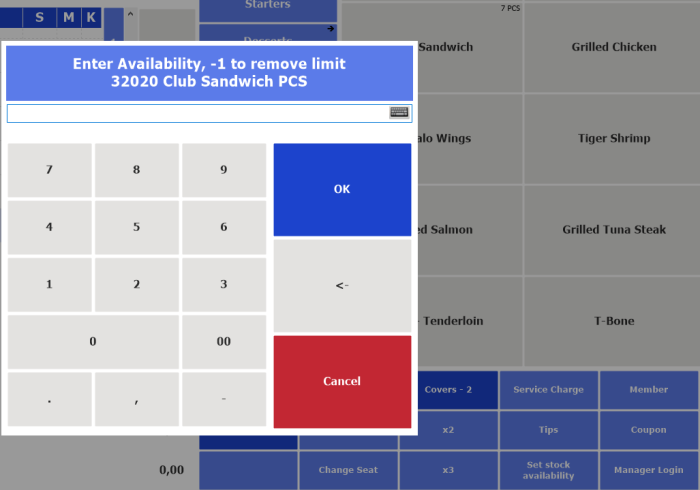 S M K
^
Starters
Desserts
7 PCS
Sandwich
Grilled Chicken
Enter Availability, -1 to remove limit
32020 Club Sandwich PCS
alo Wings
Tiger Shrimp
7 8 9
OK
4 5 6
ed Salmon
Grilled Tuna Steak
1 2 3
<-
Tenderloin
T-Bone
0 00
Cancel
. , -
Covers - 2
Service Charge
Member
x2
Tips
Coupon
0,00
Change Seat
x3
Set stock
availability
Manager Login